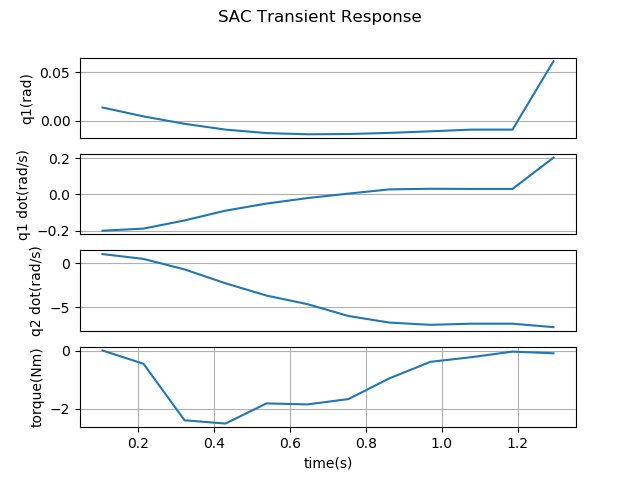 SAC Transient Response
q1(rad)
0.05
0.00
q1 dot(rad/s)
0.2
0.0
−0.2
q2 dot(rad/s)
0
−5
torque(Nm)
0
−2
0.2 0.4 0.6 0.8 1.0 1.2
time(s)